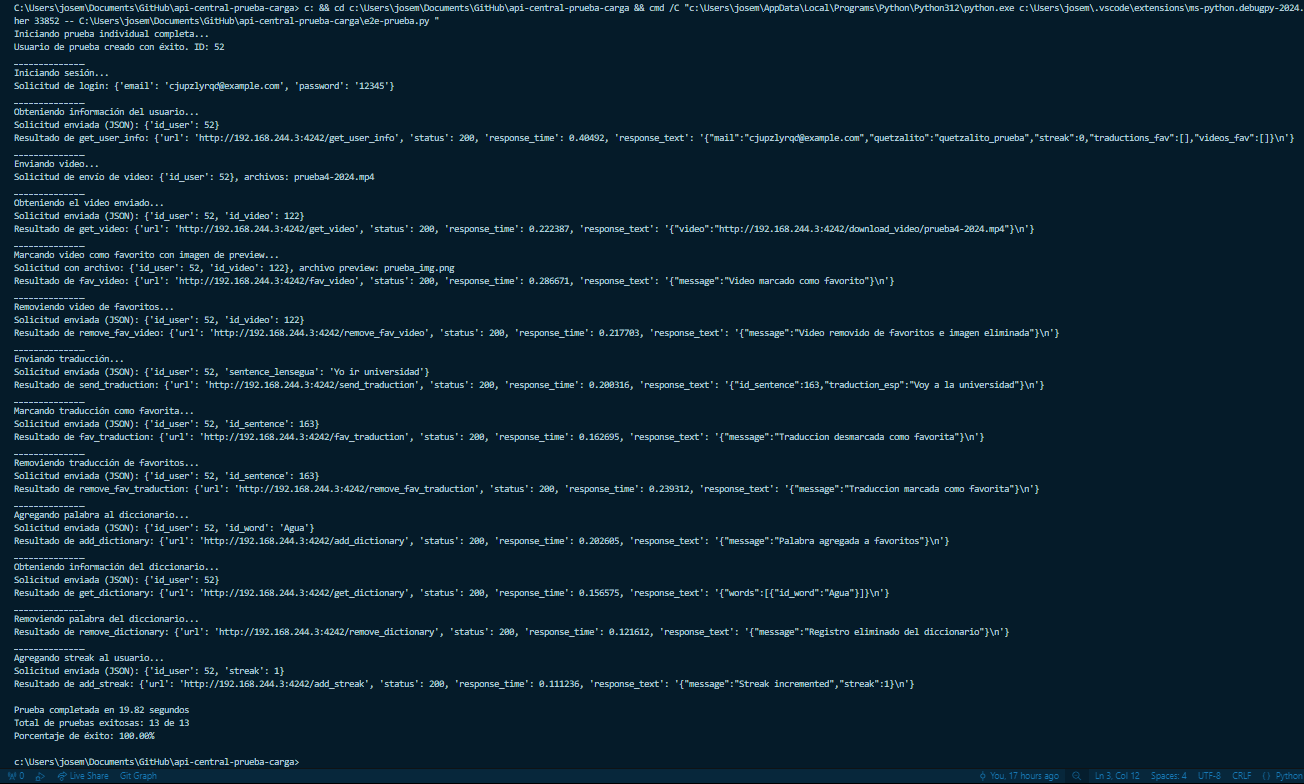 C:\Users\josem\Documents\GitHub\api-central-prueba-carga> c: && cd c:\Users\josem\Documents\GitHub\api-central-prueba-carga && cmd /C "c:\Users\josem\AppData\Local\Programs\Python\Python312\python.exe c:\Users\josem\.vscode\extensions\ms-python.debugpy-2024.
her 33852 -- C:\Users\josem\Documents\GitHub\api-central-prueba-carga\e2e-prueba.py "
Iniciando prueba individual completa...
Usuario de prueba creado con éxito. ID: 52
______________
Iniciando sesión...
Solicitud de login: {'email': 'cjupzlyrqd@example.com', 'password': '12345'}
______________
Obteniendo información del usuario...
Solicitud enviada (JSON): {'id_user': 52}
Resultado de get_user_info: {'url': 'http://192.168.244.3:4242/get_user_info', 'status': 200, 'response_time': 0.40492, 'response_text': '{"mail":"cjupzlyrqd@example.com","quetzalito":"quetzalito_prueba","streak":0,"traductions_fav":[],"videos_fav":[]}\n'}
______________
Enviando video...
Solicitud de envío de video: {'id_user': 52}, archivos: prueba4-2024.mp4
______________
Obteniendo el video enviado...
Solicitud enviada (JSON): {'id_user': 52, 'id_video': 122}
Resultado de get_video: {'url': 'http://192.168.244.3:4242/get_video', 'status': 200, 'response_time': 0.222387, 'response_text': '{"video":"http://192.168.244.3:4242/download_video/prueba4-2024.mp4"}\n'}
______________
Marcando video como favorito con imagen de preview...
Solicitud con archivo: {'id_user': 52, 'id_video': 122}, archivo preview: prueba_img.png
Resultado de fav_video: {'url': 'http://192.168.244.3:4242/fav_video', 'status': 200, 'response_time': 0.286671, 'response_text': '{"message":"Video marcado como favorito"}\n'}
______________
Removiendo video de favoritos...
Solicitud enviada (JSON): {'id_user': 52, 'id_video': 122}
Resultado de remove_fav_video: {'url': 'http://192.168.244.3:4242/remove_fav_video', 'status': 200, 'response_time': 0.217703, 'response_text': '{"message":"Video removido de favoritos e imagen eliminada"}\n'}
______________
Enviando traducción...
Solicitud enviada (JSON): {'id_user': 52, 'sentence_lensegua': 'Yo ir universidad'}
Resultado de send_traduction: {'url': 'http://192.168.244.3:4242/send_traduction', 'status': 200, 'response_time': 0.200316, 'response_text': '{"id_sentence":163,"traduction_esp":"Voy a la universidad"}\n'}
______________
Marcando traducción como favorita...
Solicitud enviada (JSON): {'id_user': 52, 'id_sentence': 163}
Resultado de fav_traduction: {'url': 'http://192.168.244.3:4242/fav_traduction', 'status': 200, 'response_time': 0.162695, 'response_text': '{"message":"Traduccion desmarcada como favorita"}\n'}
______________
Removiendo traducción de favoritos...
Solicitud enviada (JSON): {'id_user': 52, 'id_sentence': 163}
Resultado de remove_fav_traduction: {'url': 'http://192.168.244.3:4242/remove_fav_traduction', 'status': 200, 'response_time': 0.239312, 'response_text': '{"message":"Traduccion marcada como favorita"}\n'}
______________
Agregando palabra al diccionario...
Solicitud enviada (JSON): {'id_user': 52, 'id_word': 'Agua'}
Resultado de add_dictionary: {'url': 'http://192.168.244.3:4242/add_dictionary', 'status': 200, 'response_time': 0.202605, 'response_text': '{"message":"Palabra agregada a favoritos"}\n'}
______________
Obteniendo información del diccionario...
Solicitud enviada (JSON): {'id_user': 52}
Resultado de get_dictionary: {'url': 'http://192.168.244.3:4242/get_dictionary', 'status': 200, 'response_time': 0.156575, 'response_text': '{"words":[{"id_word":"Agua"}]}\n'}
______________
Removiendo palabra del diccionario...
Resultado de remove_dictionary: {'url': 'http://192.168.244.3:4242/remove_dictionary', 'status': 200, 'response_time': 0.121612, 'response_text': '{"message":"Registro eliminado del diccionario"}\n'}
______________
Agregando streak al usuario...
Solicitud enviada (JSON): {'id_user': 52, 'streak': 1}
Resultado de add_streak: {'url': 'http://192.168.244.3:4242/add_streak', 'status': 200, 'response_time': 0.111236, 'response_text': '{"message":"Streak incremented","streak":1}\n'}
Prueba completada en 19.82 segundos
Total de pruebas exitosas: 13 de 13
Porcentaje de éxito: 100.00%
c:\Users\josem\Documents\GitHub\api-central-prueba-carga>
0 Live Share Git Graph You, 17 hours ago Ln 3, Col 12 Spaces: 4 UTF-8 CRLF {} Python